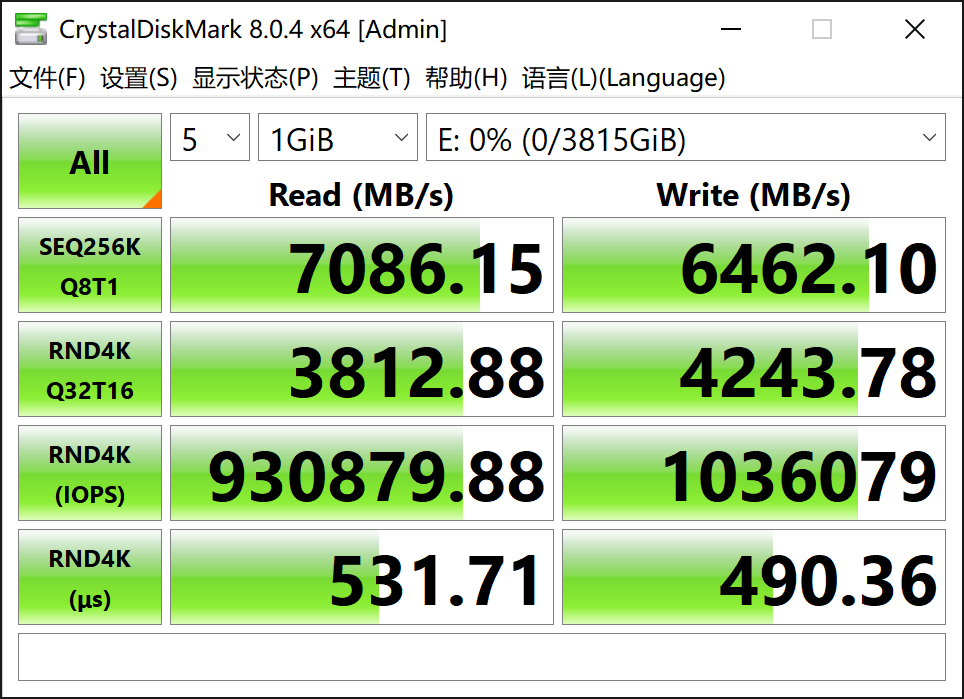 CrystalDiskMark 8.0.4 x64 [Admin]
文件(F) 设置(S) 显示状态(P) 主题(T) 帮助(H) 语言(L)(Language)
All 5 1GiB E: 0% (0/3815GiB)
Read (MB/s) Write (MB/s)
SEQ256K
Q8T1 7086.15 6462.10
RND4K
Q32T16 3812.88 4243.78
RND4K
(IOPS) 930879.88 1036079
RND4K
(μs) 531.71 490.36